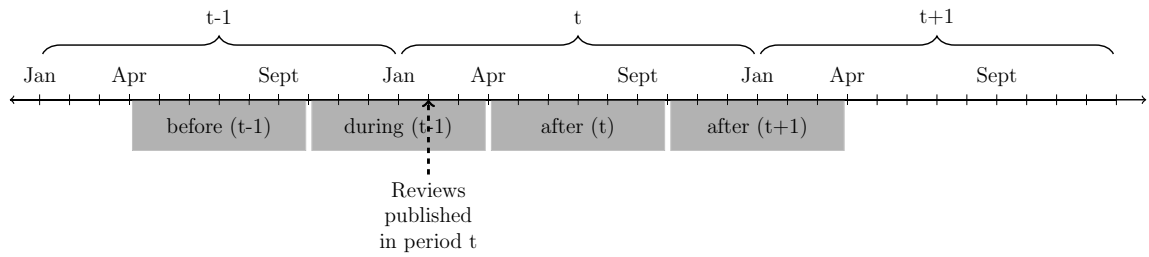 t-1 t t+1
Jan Apr Sept Jan Apr Sept Jan Apr Sept
before (t-1) during (t-1) after (t) after (t+1)
Reviews
published
in period t